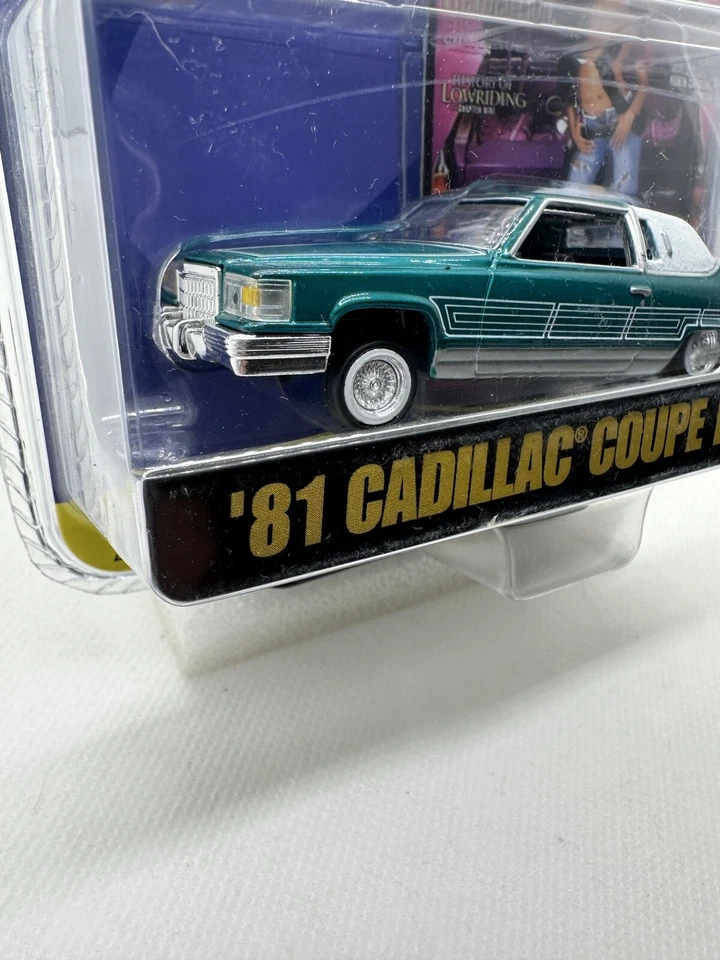 HISTORY OF
LOWRIDING
'81 CADILLAC® COUPE